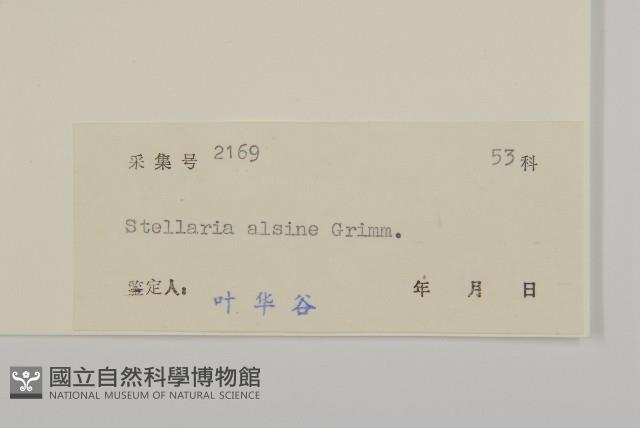 采集号 2169 53科
Stellaria alsine Grimm.
鉴定人: 叶华谷 年 月 日
國立自然科學博物館
NATIONAL MUSEUM OF NATURAL SCIENCE